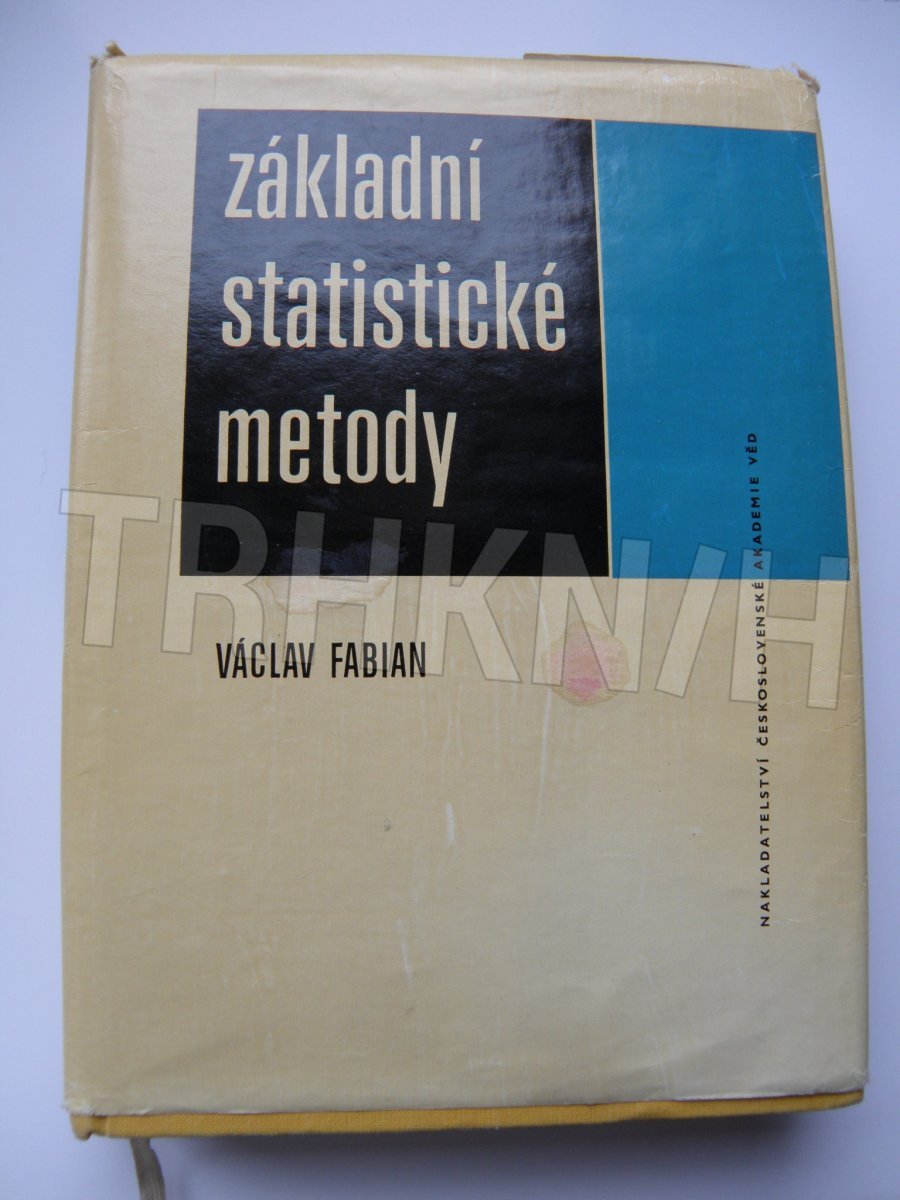 základní
statistické
metody
VÁCLAV FABIAN
NAKLADATELSTVÍ ČESKOSLOVENSKÉ AKADEMIE VĚD
TRHKNIH